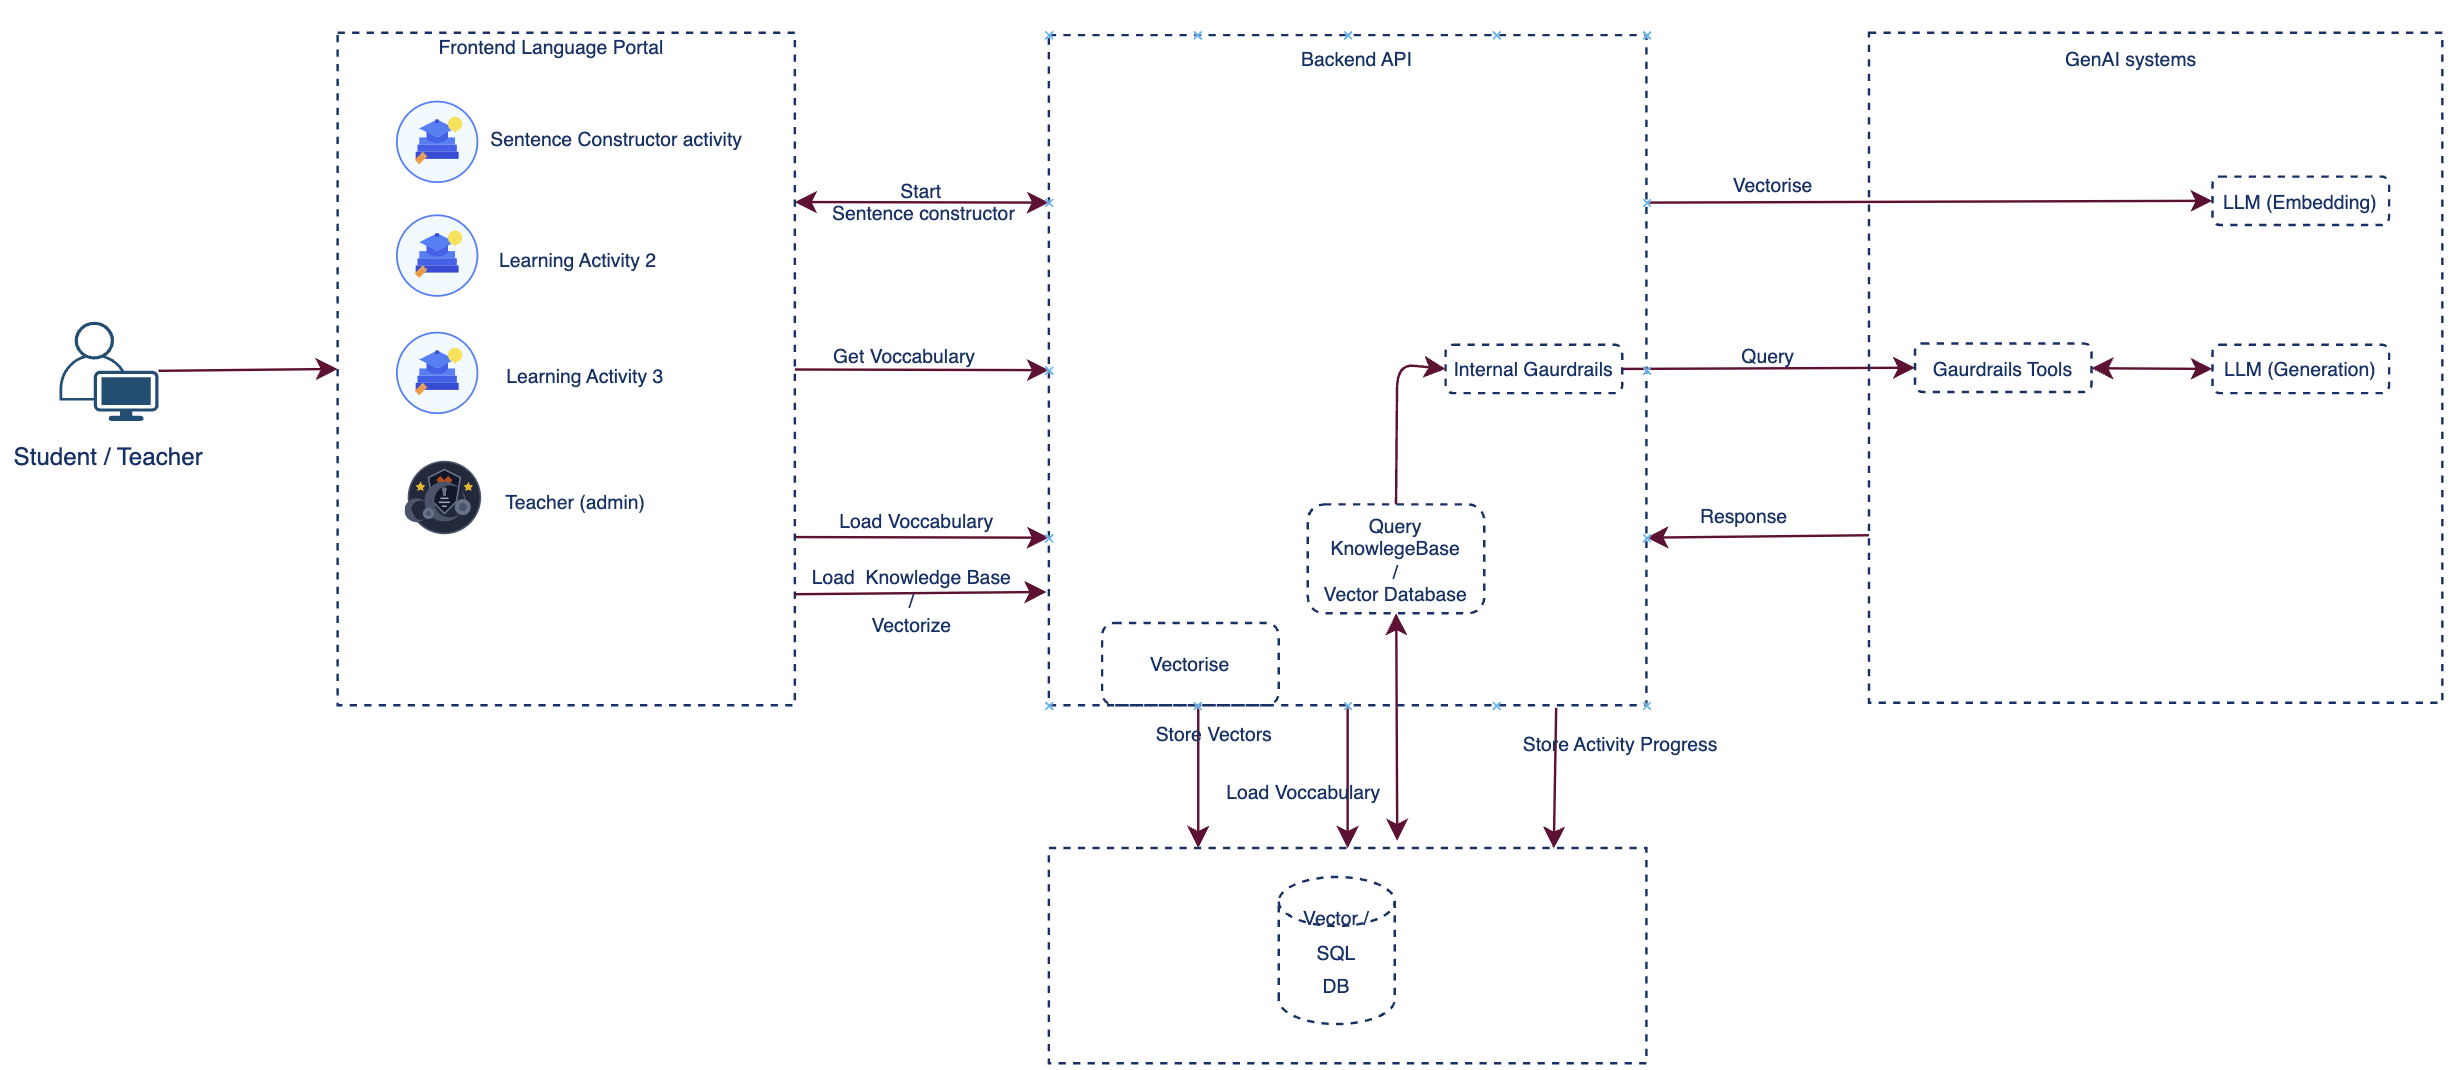 Frontend Language Portal
Sentence Constructor activity
Learning Activity 2
Learning Activity 3
Teacher (admin)
Student / Teacher
Start
Sentence constructor
Get Voccabulary
Load Voccabulary
Load  Knowledge Base
/
Vectorize
Backend API
Internal Gaurdrails
Query
KnowlegeBase
/
Vector Database
Vectorise
Store Vectors
Load Voccabulary
Store Activity Progress
Vector /
SQL
DB
Vectorise
Query
Response
GenAI systems
LLM (Embedding)
Gaurdrails Tools
LLM (Generation)